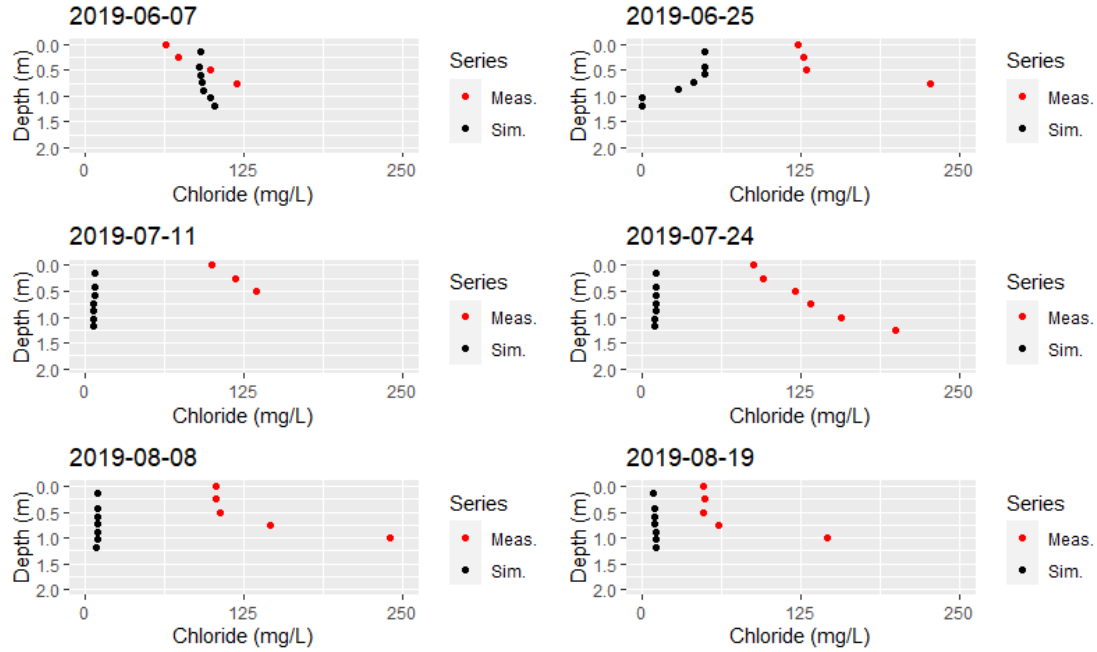 2019-06-07
Depth (m)
0.0
0.5
1.0
1.5
2.0
0
125
250
Chloride (mg/L)
Series
Meas.
Sim.
2019-06-25
Depth (m)
0.0
0.5
1.0
1.5
2.0
0
125
250
Chloride (mg/L)
Series
Meas.
Sim.
2019-07-11
Depth (m)
0.0
0.5
1.0
1.5
2.0
0
125
250
Chloride (mg/L)
Series
Meas.
Sim.
2019-07-24
Depth (m)
0.0
0.5
1.0
1.5
2.0
0
125
250
Chloride (mg/L)
Series
Meas.
Sim.
2019-08-08
Depth (m)
0.0
0.5
1.0
1.5
2.0
0
125
250
Chloride (mg/L)
Series
Meas.
Sim.
2019-08-19
Depth (m)
0.0
0.5
1.0
1.5
2.0
0
125
250
Chloride (mg/L)
Series
Meas.
Sim.